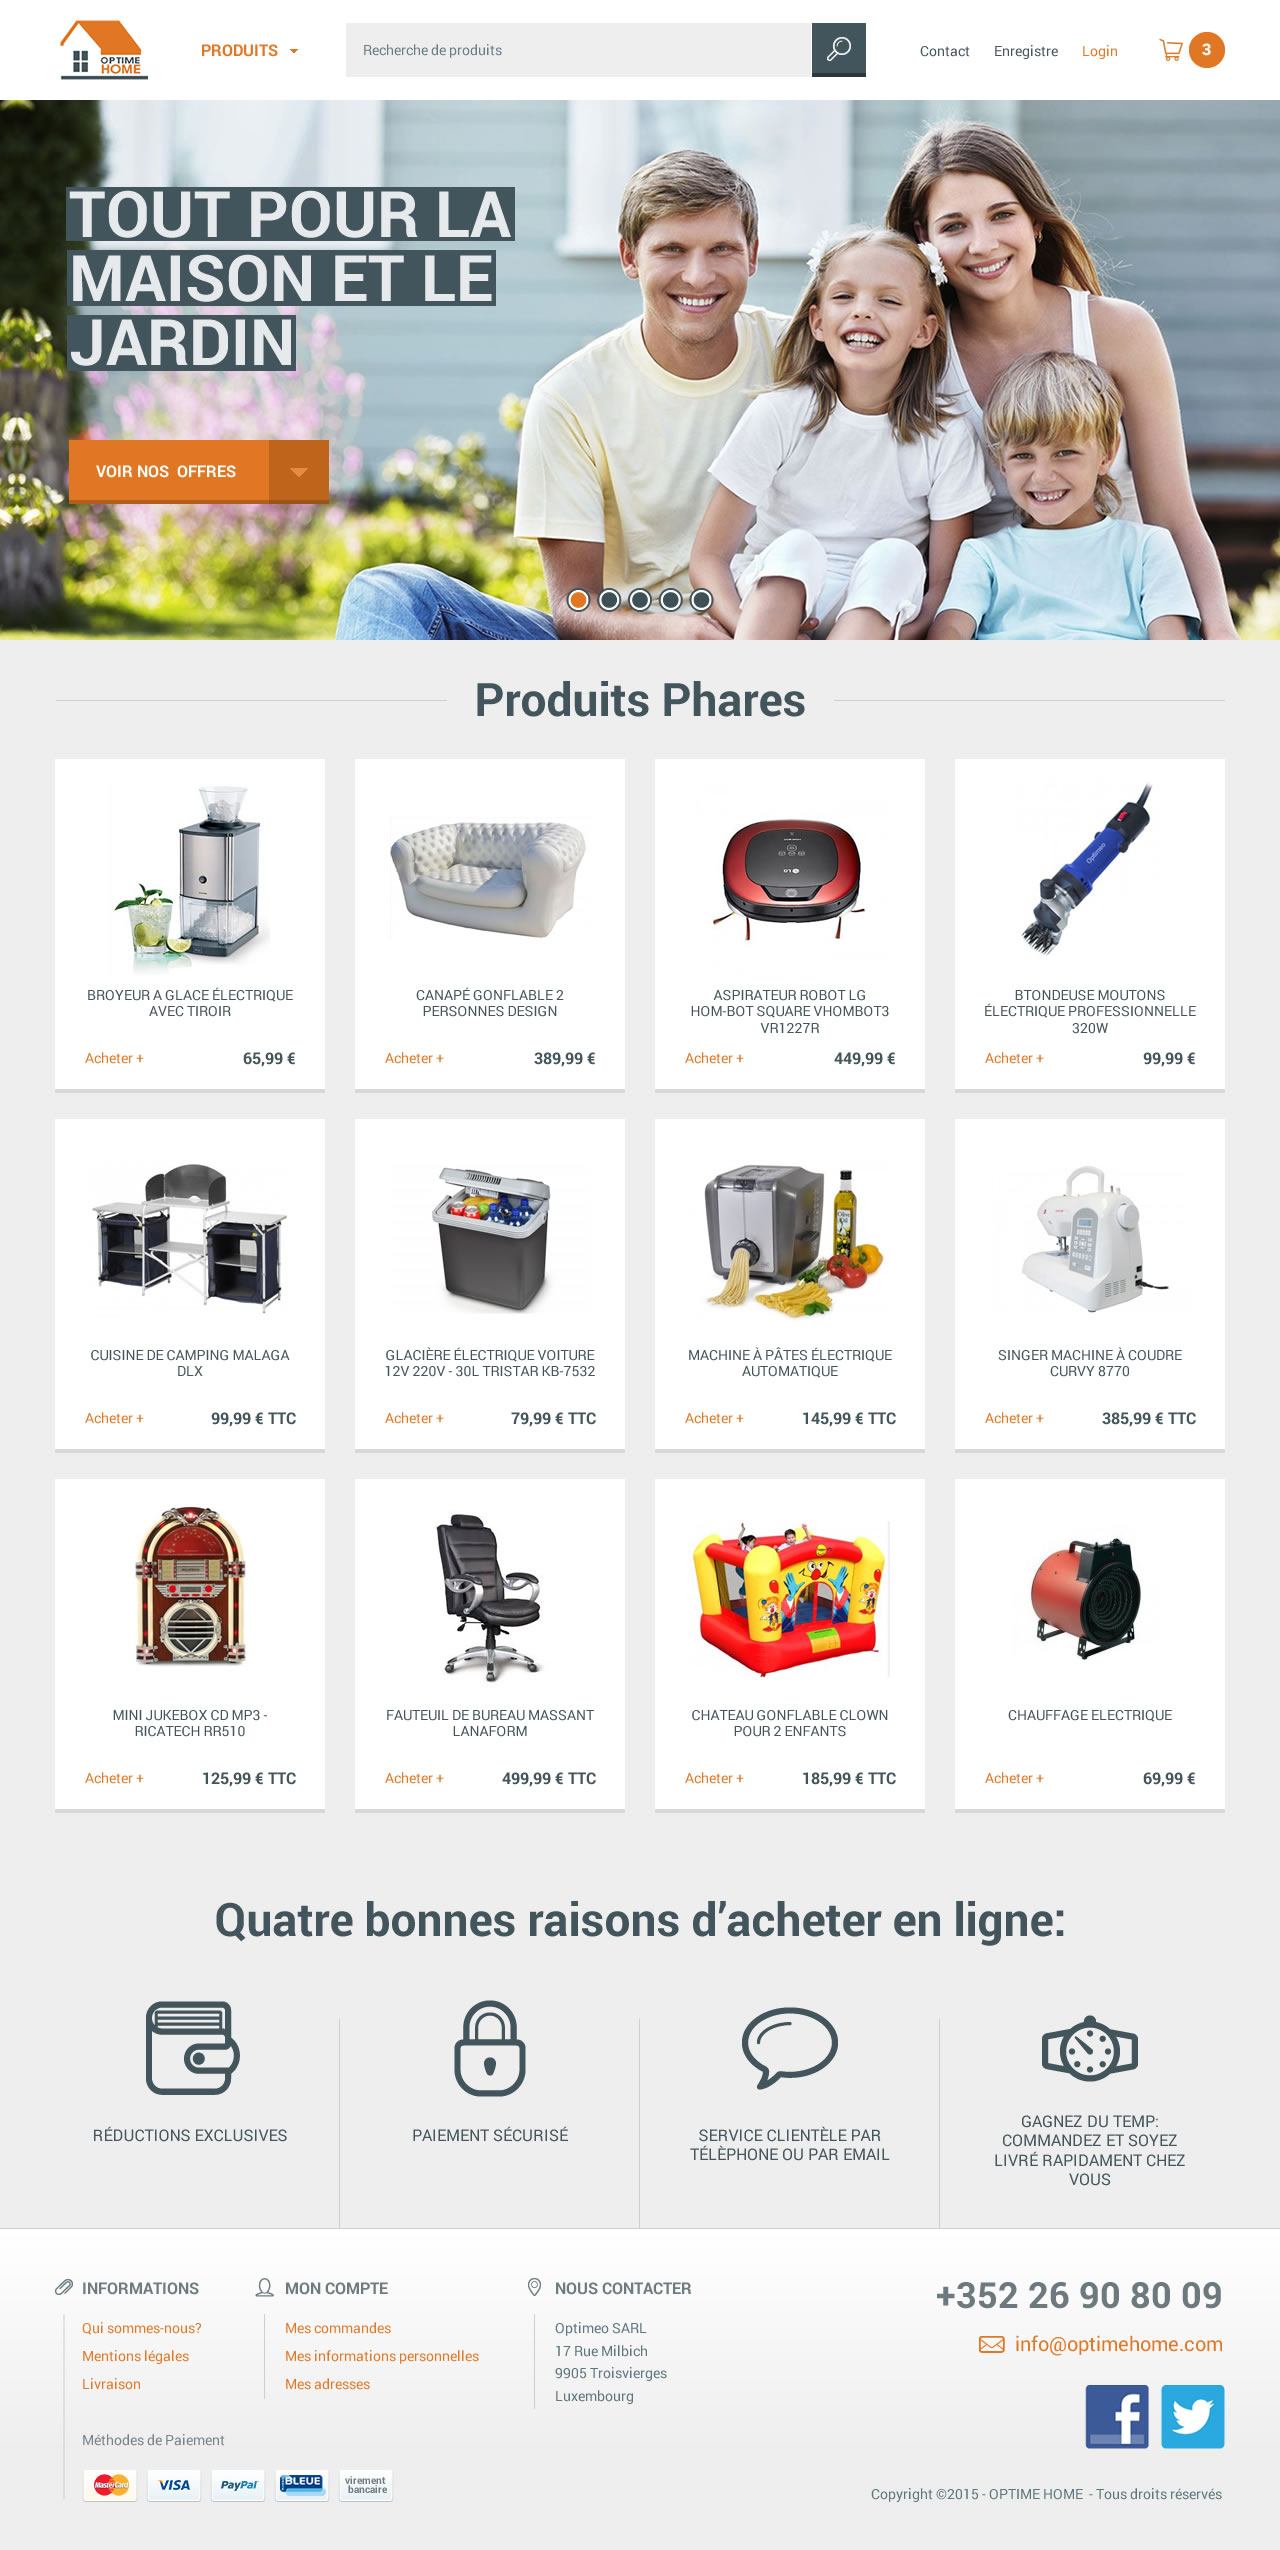 OPTIME
HOME
PRODUITS
Recherche de produits
Contact Enregistre Login
3
TOUT POUR LA
MAISON ET LE
JARDIN
VOIR NOS OFFRES
Produits Phares
Optimeo
LG
BROYEUR A GLACE ÉLECTRIQUE
AVEC TIROIR
Acheter + 65,99 €
CANAPÉ GONFLABLE 2
PERSONNES DESIGN
Acheter + 389,99 €
ASPIRATEUR ROBOT LG
HOM-BOT SQUARE VHOMBOT3
VR1227R
Acheter + 449,99 €
BTONDEUSE MOUTONS
ÉLECTRIQUE PROFESSIONNELLE
320W
Acheter + 99,99 €
CUISINE DE CAMPING MALAGA
DLX
Acheter + 99,99 € TTC
GLACIÈRE ÉLECTRIQUE VOITURE
12V 220V - 30L TRISTAR KB-7532
Acheter + 79,99 € TTC
MACHINE À PÂTES ÉLECTRIQUE
AUTOMATIQUE
Acheter + 145,99 € TTC
SINGER MACHINE À COUDRE
CURVY 8770
Acheter + 385,99 € TTC
MINI JUKEBOX CD MP3 -
RICATECH RR510
Acheter + 125,99 € TTC
FAUTEUIL DE BUREAU MASSANT
LANAFORM
Acheter + 499,99 € TTC
CHATEAU GONFLABLE CLOWN
POUR 2 ENFANTS
Acheter + 185,99 € TTC
CHAUFFAGE ELECTRIQUE
Acheter + 69,99 €
Quatre bonnes raisons d’acheter en ligne:
RÉDUCTIONS EXCLUSIVES
PAIEMENT SÉCURISÉ
SERVICE CLIENTÈLE PAR
TÉLÈPHONE OU PAR EMAIL
GAGNEZ DU TEMP:
COMMANDEZ ET SOYEZ
LIVRÉ RAPIDAMENT CHEZ
VOUS
INFORMATIONS
Qui sommes-nous?
Mentions légales
Livraison
Méthodes de Paiement
MasterCard
VISA
PayPal
BLEUE
virement
bancaire
MON COMPTE
Mes commandes
Mes informations personnelles
Mes adresses
NOUS CONTACTER
Optimeo SARL
17 Rue Milbich
9905 Troisvierges
Luxembourg
+352 26 90 80 09
info@optimehome.com
Copyright ©2015 - OPTIME HOME - Tous droits réservés